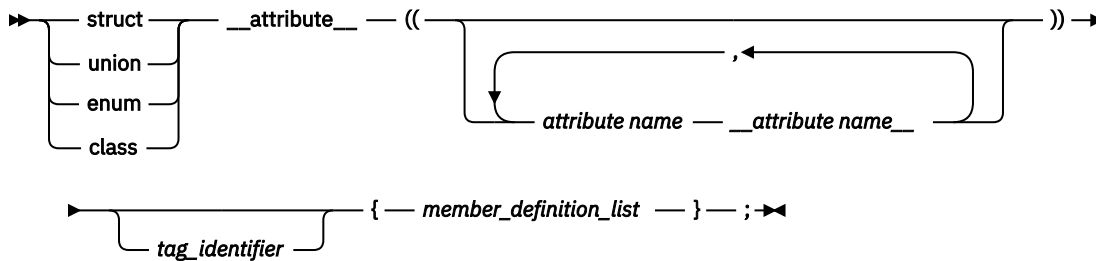 struct __attribute__ (( ))
union
enum
class
,
attribute name __attribute name__
{ member_definition_list } ;
tag_identifier